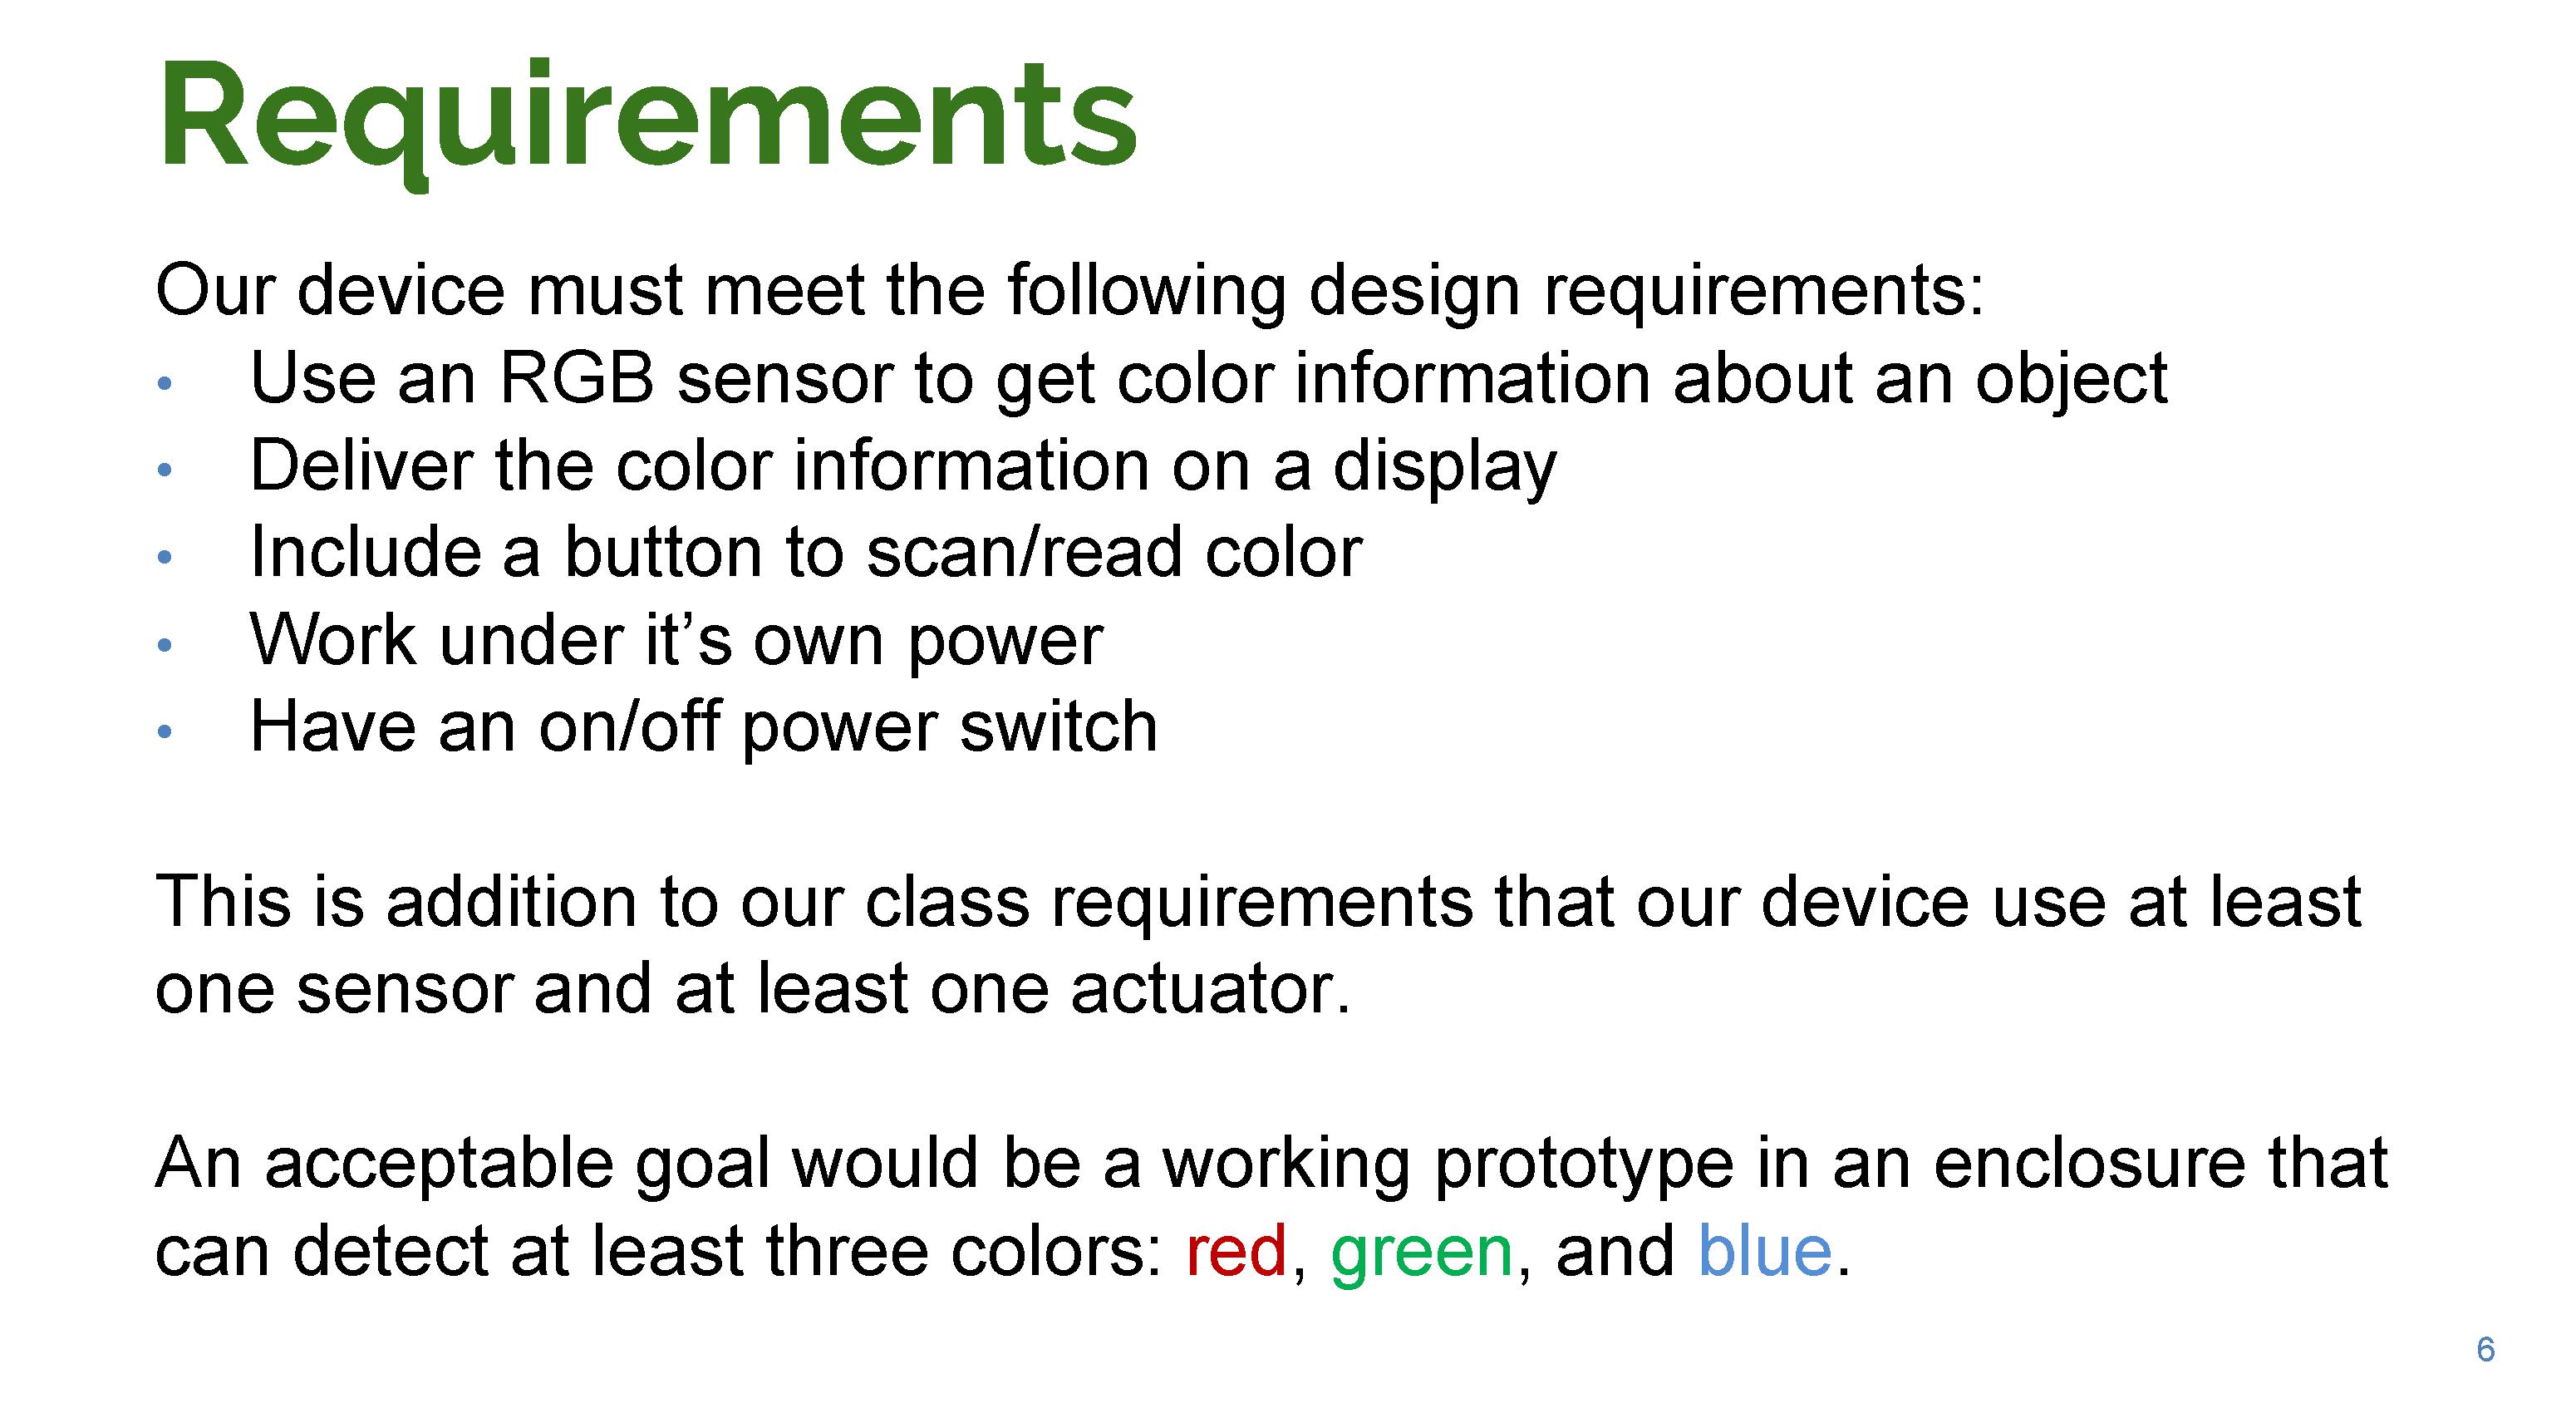 Requirements
Our device must meet the following design requirements:
• Use an RGB sensor to get color information about an object
• Deliver the color information on a display
• Include a button to scan/read color
• Work under it’s own power
• Have an on/off power switch
This is addition to our class requirements that our device use at least
one sensor and at least one actuator.
An acceptable goal would be a working prototype in an enclosure that
can detect at least three colors: red, green, and blue.
6